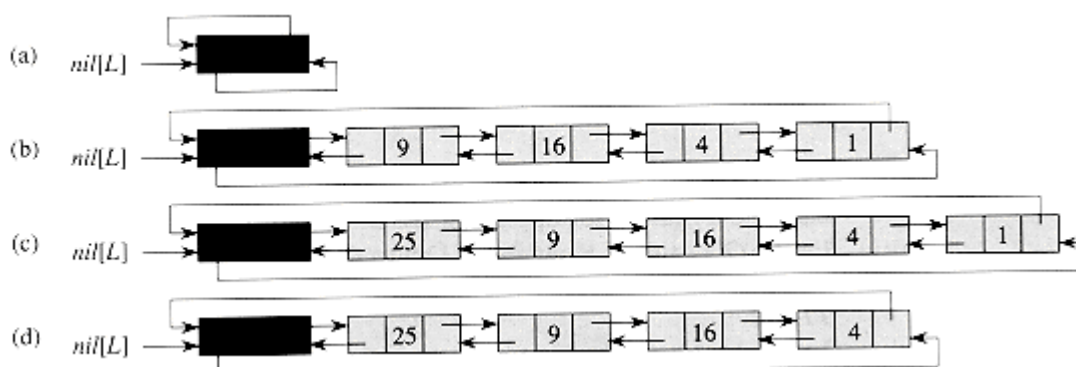 (a) nil[L]
(b) nil[L] 9 16 4 1
(c) nil[L] 25 9 16 4 1
(d) nil[L] 25 9 16 4